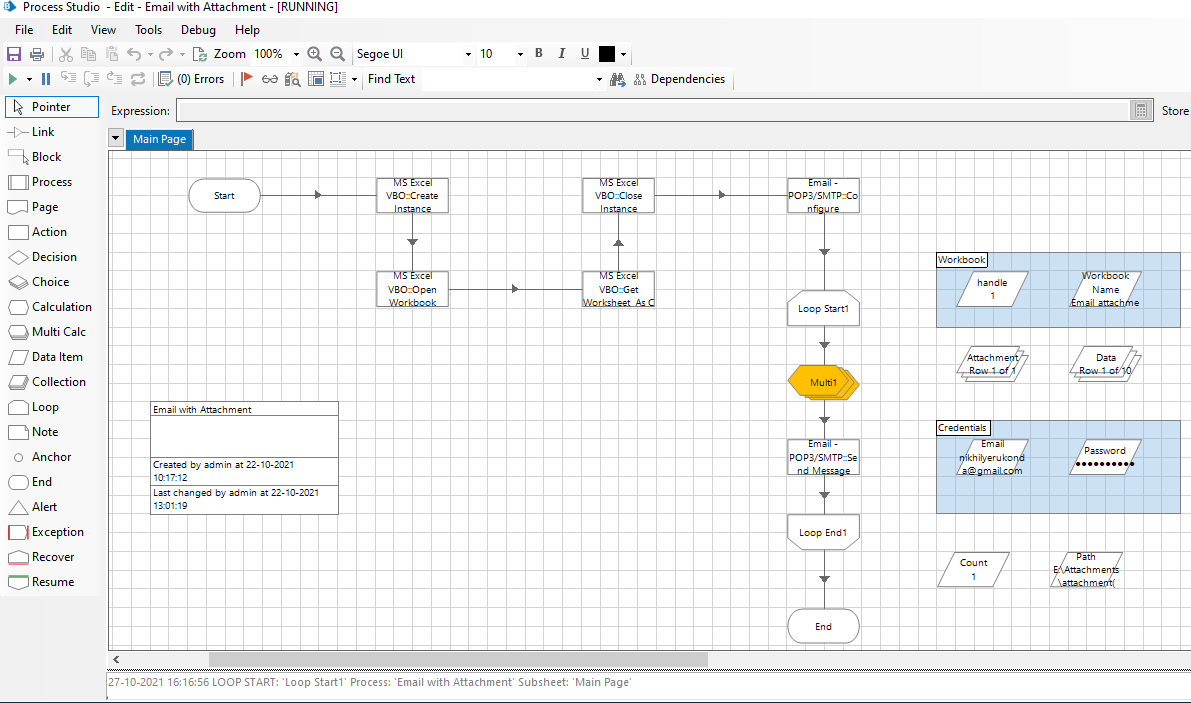 Process Studio - Edit - Email with Attachment - [RUNNING]
File Edit View Tools Debug Help
Zoom 100% Segoe UI 10 B I U
(0) Errors Find Text Dependencies
Pointer
Link
Block
Process
Page
Action
Decision
Choice
Calculation
Multi Calc
Data Item
Collection
Loop
Note
Anchor
End
Alert
Exception
Recover
Resume
Expression: Store
Main Page
Start
MS Excel
VBO::Create
Instance
MS Excel
VBO::Open
Workbook
MS Excel
VBO::Get
Worksheet As C
MS Excel
VBO::Close
Instance
Email -
POP3/SMTP::Co
nfigure
Loop Start1
Multi1
Email -
POP3/SMTP::Se
nd Message
Loop End1
End
Email with Attachment
Created by admin at 22-10-2021
10:17:12
Last changed by admin at 22-10-2021
13:01:19
Workbook
handle
1
Workbook
Name
Email attachme
Attachment
Row 1 of 1
Data
Row 1 of 10
Credentials
Email
nikhilyerukond
a@gmail.com
Password
••••••••••
Count
1
Path
E:\Attachments
\attachment(
27-10-2021 16:16:56 LOOP START: 'Loop Start1' Process: 'Email with Attachment' Subsheet: 'Main Page'